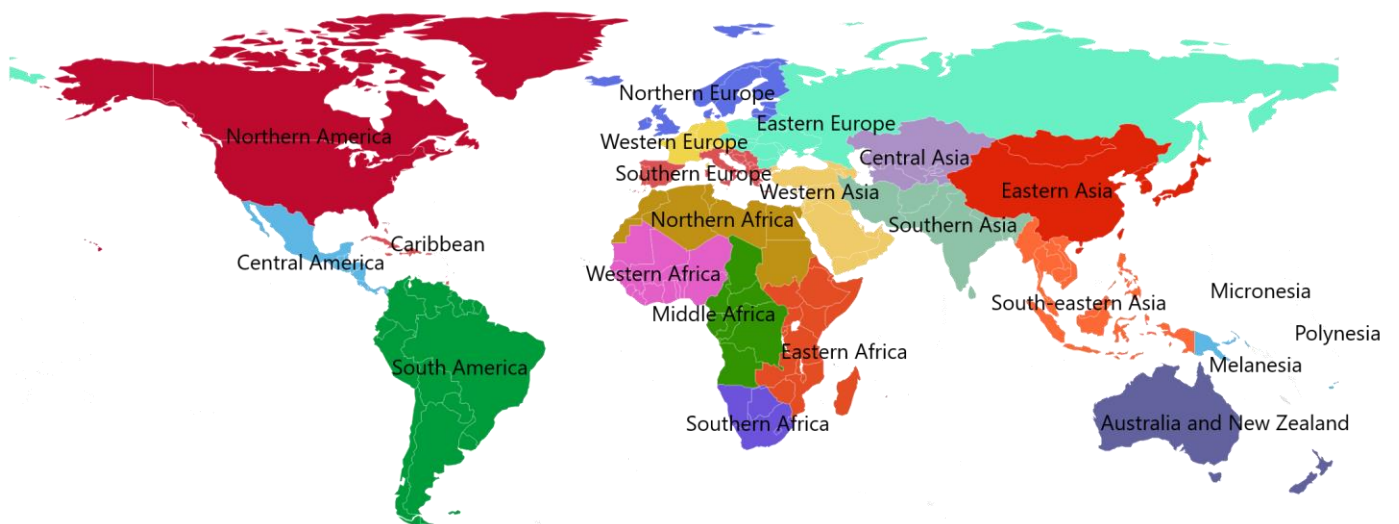 Northern Europe
Eastern Europe
Northern America
Western Europe
Central Asia
Southern Europe
Western Asia
Eastern Asia
Northern Africa
Southern Asia
Caribbean
Central America
Western Africa
Micronesia
South-eastern Asia
Middle Africa
Polynesia
Eastern Africa
South America
Melanesia
Southern Africa
Australia and New Zealand